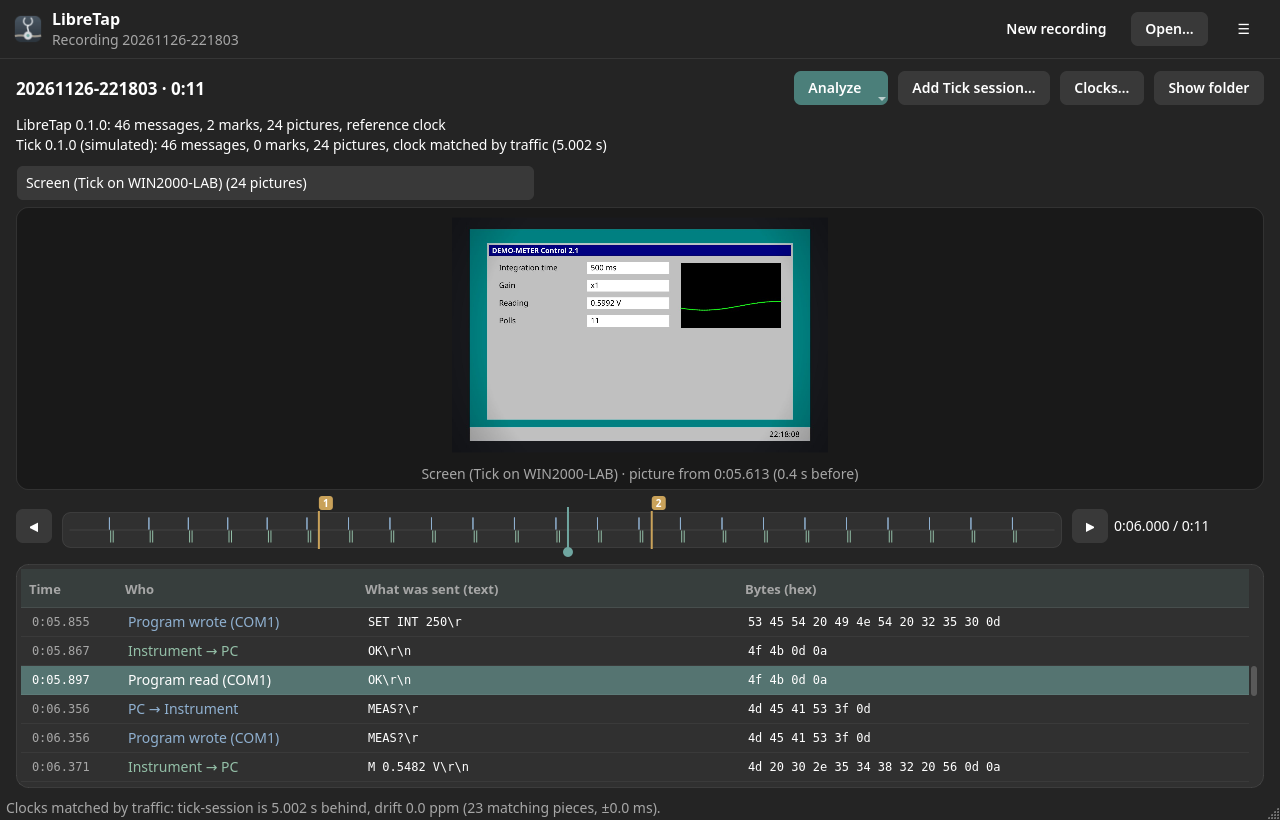 LibreTap
Recording 20261126-221803
New recording
Open...
☰
20261126-221803 · 0:11
Analyze
Add Tick session...
Clocks...
Show folder
LibreTap 0.1.0: 46 messages, 2 marks, 24 pictures, reference clock
Tick 0.1.0 (simulated): 46 messages, 0 marks, 24 pictures, clock matched by traffic (5.002 s)
Screen (Tick on WIN2000-LAB) (24 pictures)
DEMO-METER Control 2.1
Integration time 500 ms
Gain x1
Reading 0.5992 V
Polls 11
22:18:08
Screen (Tick on WIN2000-LAB) · picture from 0:05.613 (0.4 s before)
1 2
◀ ▶ 0:06.000 / 0:11
Time Who What was sent (text) Bytes (hex)
0:05.855 Program wrote (COM1) SET INT 250\r 53 45 54 20 49 4e 54 20 32 35 30 0d
0:05.867 Instrument → PC OK\r\n 4f 4b 0d 0a
0:05.897 Program read (COM1) OK\r\n 4f 4b 0d 0a
0:06.356 PC → Instrument MEAS?\r 4d 45 41 53 3f 0d
0:06.356 Program wrote (COM1) MEAS?\r 4d 45 41 53 3f 0d
0:06.371 Instrument → PC M 0.5482 V\r\n 4d 20 30 2e 35 34 38 32 20 56 0d 0a
Clocks matched by traffic: tick-session is 5.002 s behind, drift 0.0 ppm (23 matching pieces, ±0.0 ms).